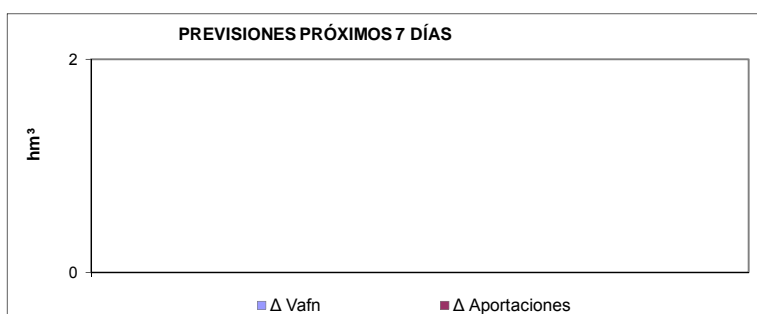 PREVISIONES PRÓXIMOS 7 DÍAS
2
hm³
0
Δ Vafn Δ Aportaciones